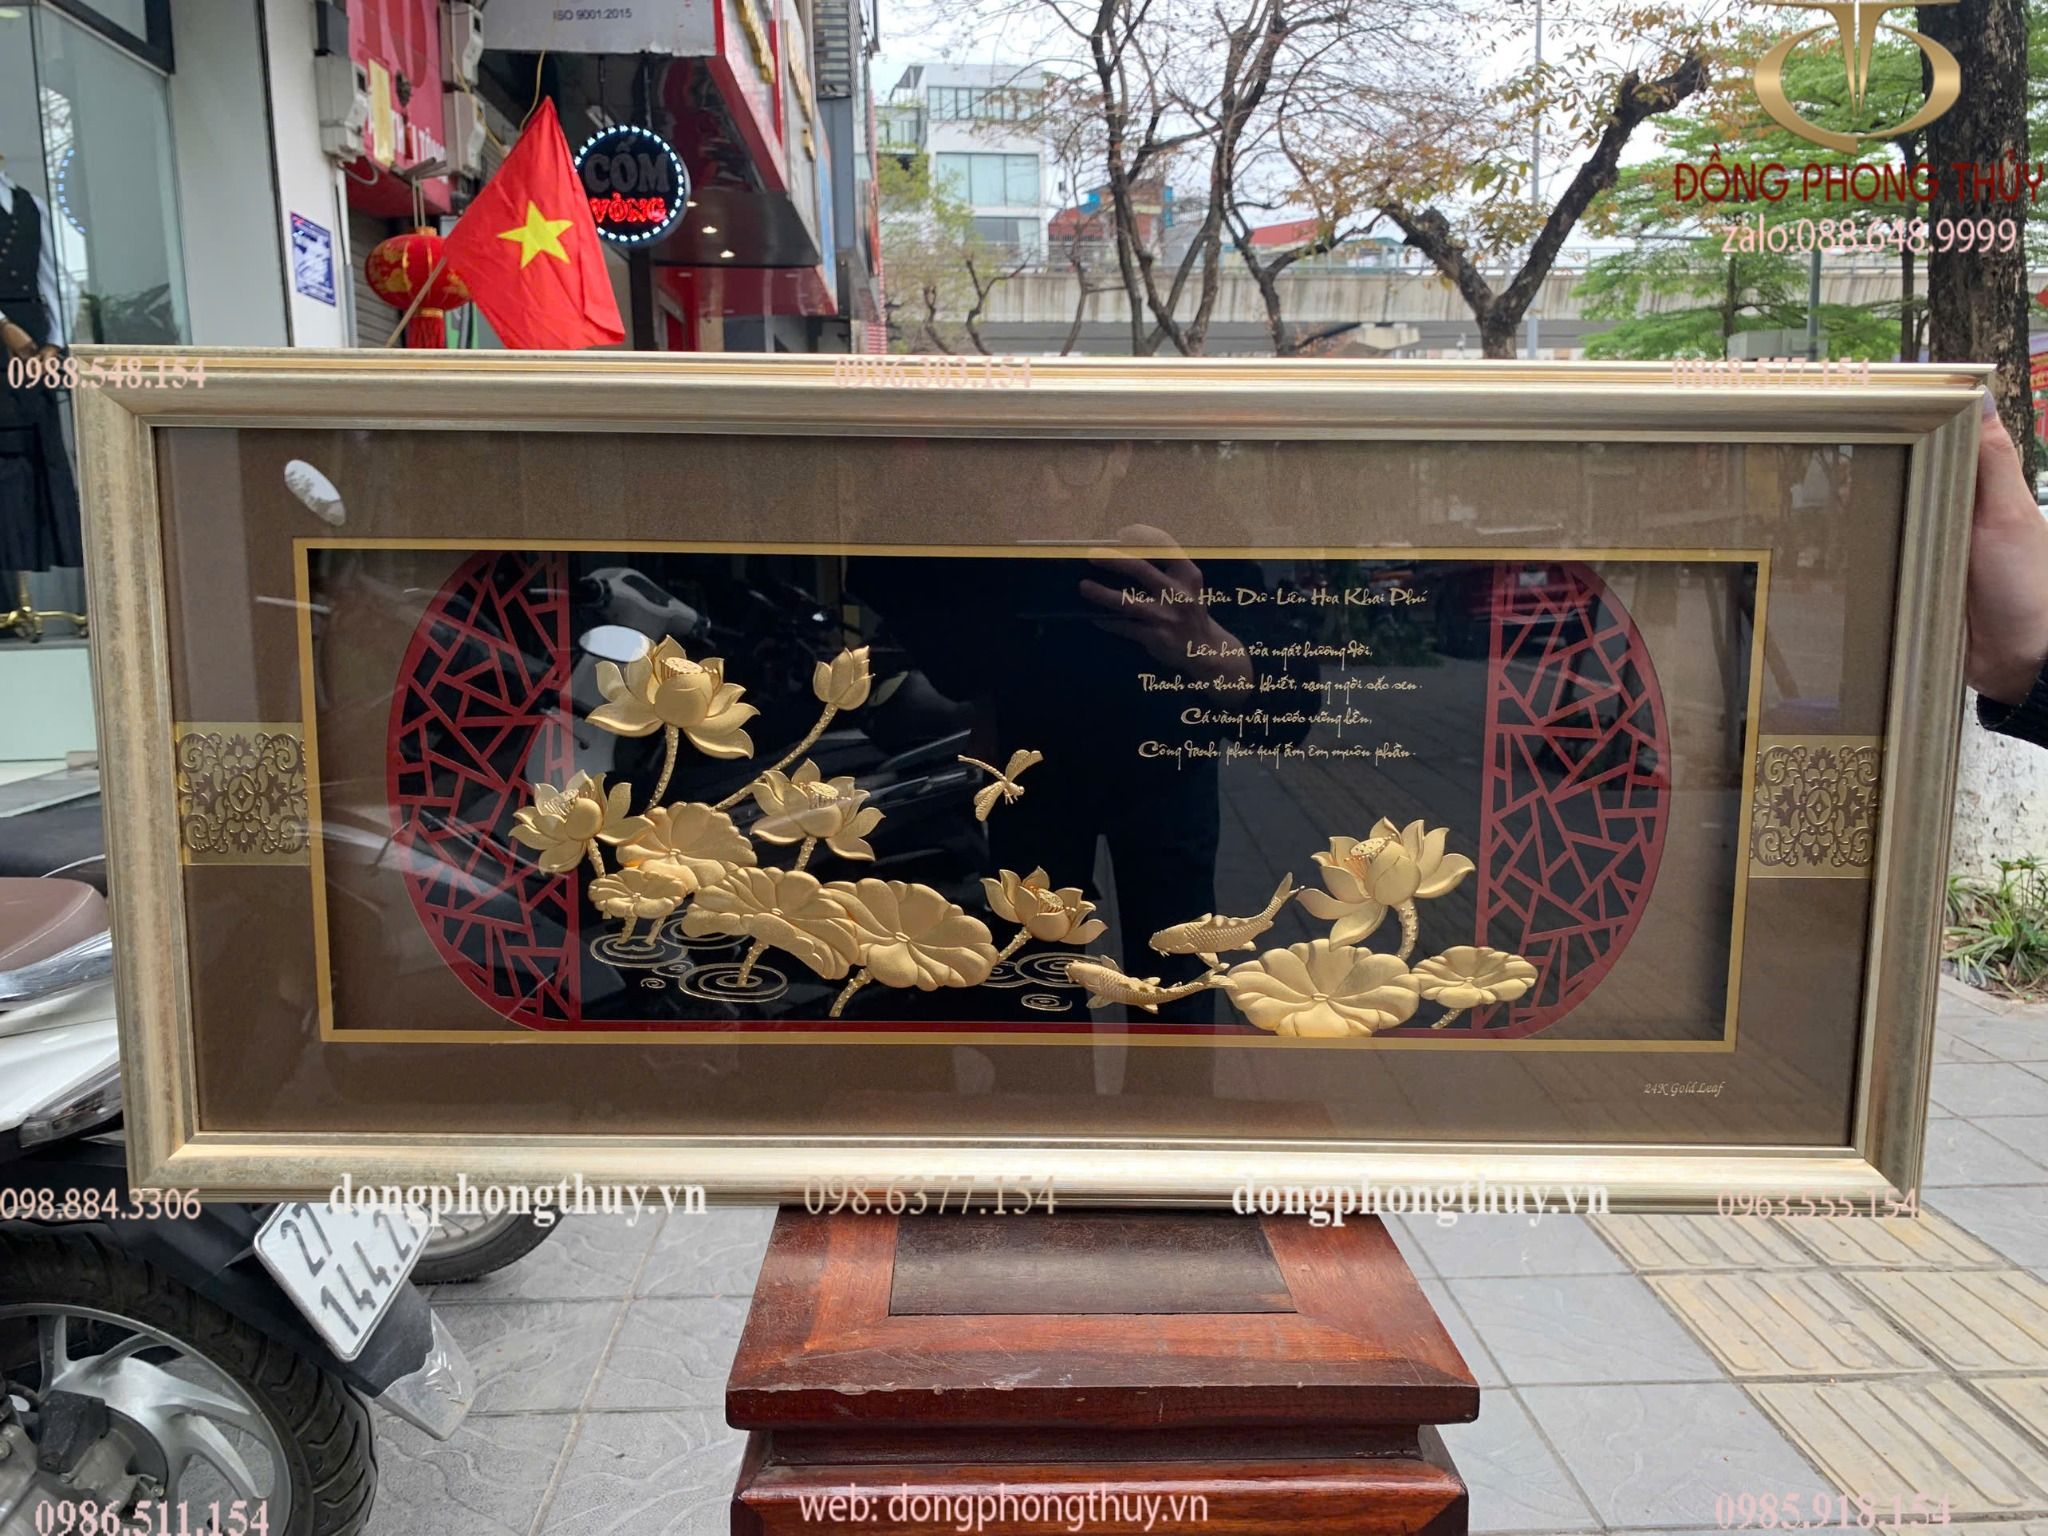 ISO 9001:2015
CỐM
VÒNG
ĐỒNG PHONG THỦY
zalo:088.648.9999
0988.548.154
0986.303.154
0868.577.154
Niên Niên Hữu Dư - Liên Hoa Khai Phú
Liên hoa tỏa ngát hương đời,
Thanh cao thuần khiết, rạng ngời sắc sen.
Cá vàng vẫy nước vững bền,
Công danh, phú quý ấm êm muôn phần.
24K Gold Leaf
098.884.3306
dongphongthuy.vn
098.6377.154
dongphongthuy.vn
0963.555.154
27
144.2
0986.511.154
web: dongphongthuy.vn
0985.918.154